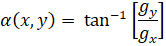 α(x, y) = tan⁻¹ [g_y / g_x]